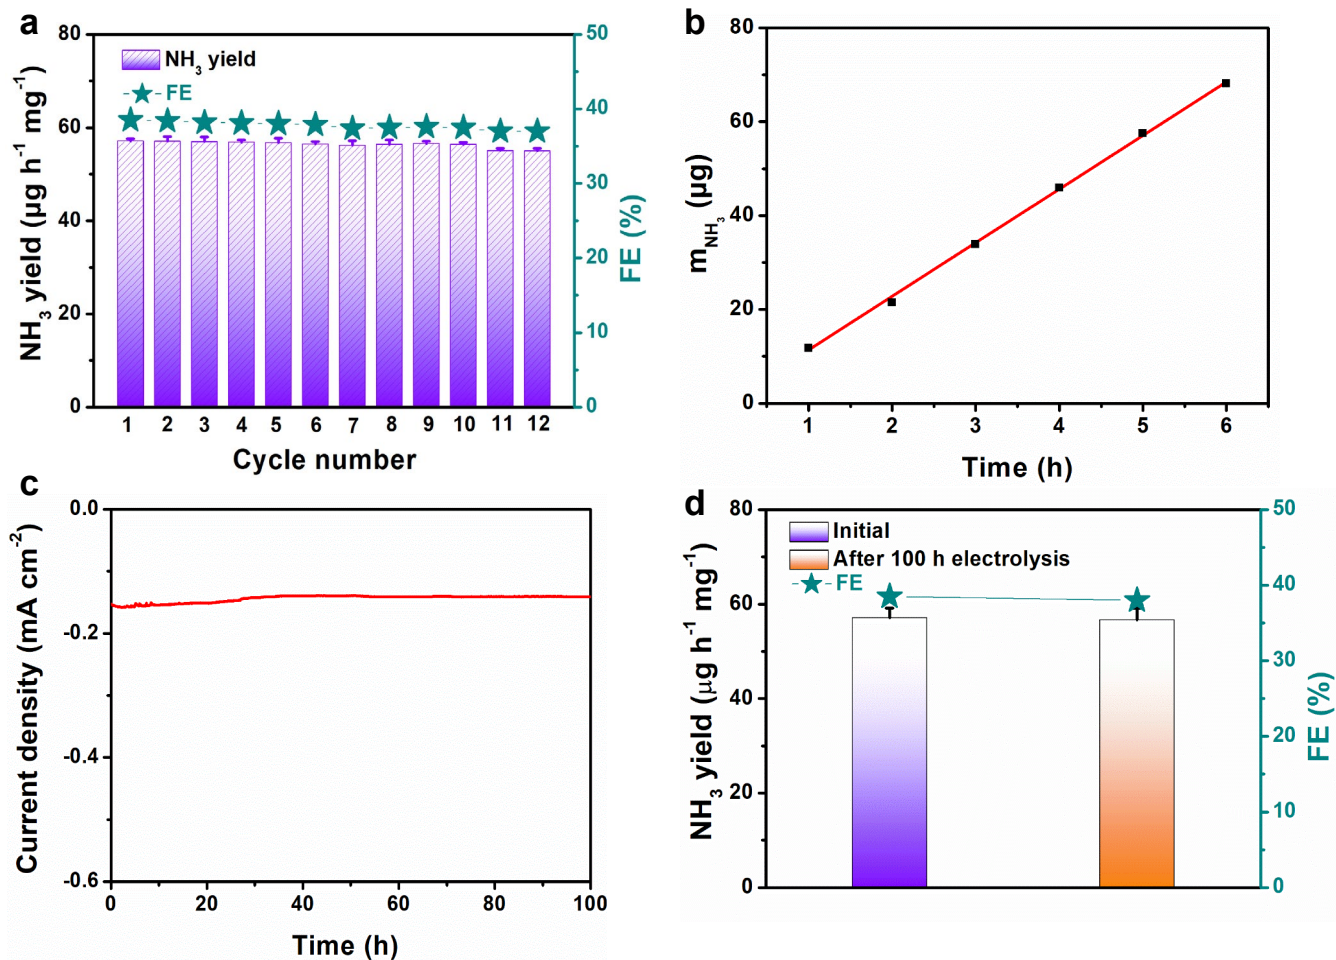 a
NH₃ yield (µg h⁻¹ mg⁻¹)
80
60
40
20
0
NH₃ yield
FE
50
40
30
20
10
0
FE (%)
1 2 3 4 5 6 7 8 9 10 11 12
Cycle number
b
m_NH₃ (µg)
80
60
40
20
0
1 2 3 4 5 6
Time (h)
c
Current density (mA cm⁻²)
0.0
-0.2
-0.4
-0.6
0 20 40 60 80 100
Time (h)
d
NH₃ yield (µg h⁻¹ mg⁻¹)
80
60
40
20
0
Initial
After 100 h electrolysis
FE
50
40
30
20
10
0
FE (%)